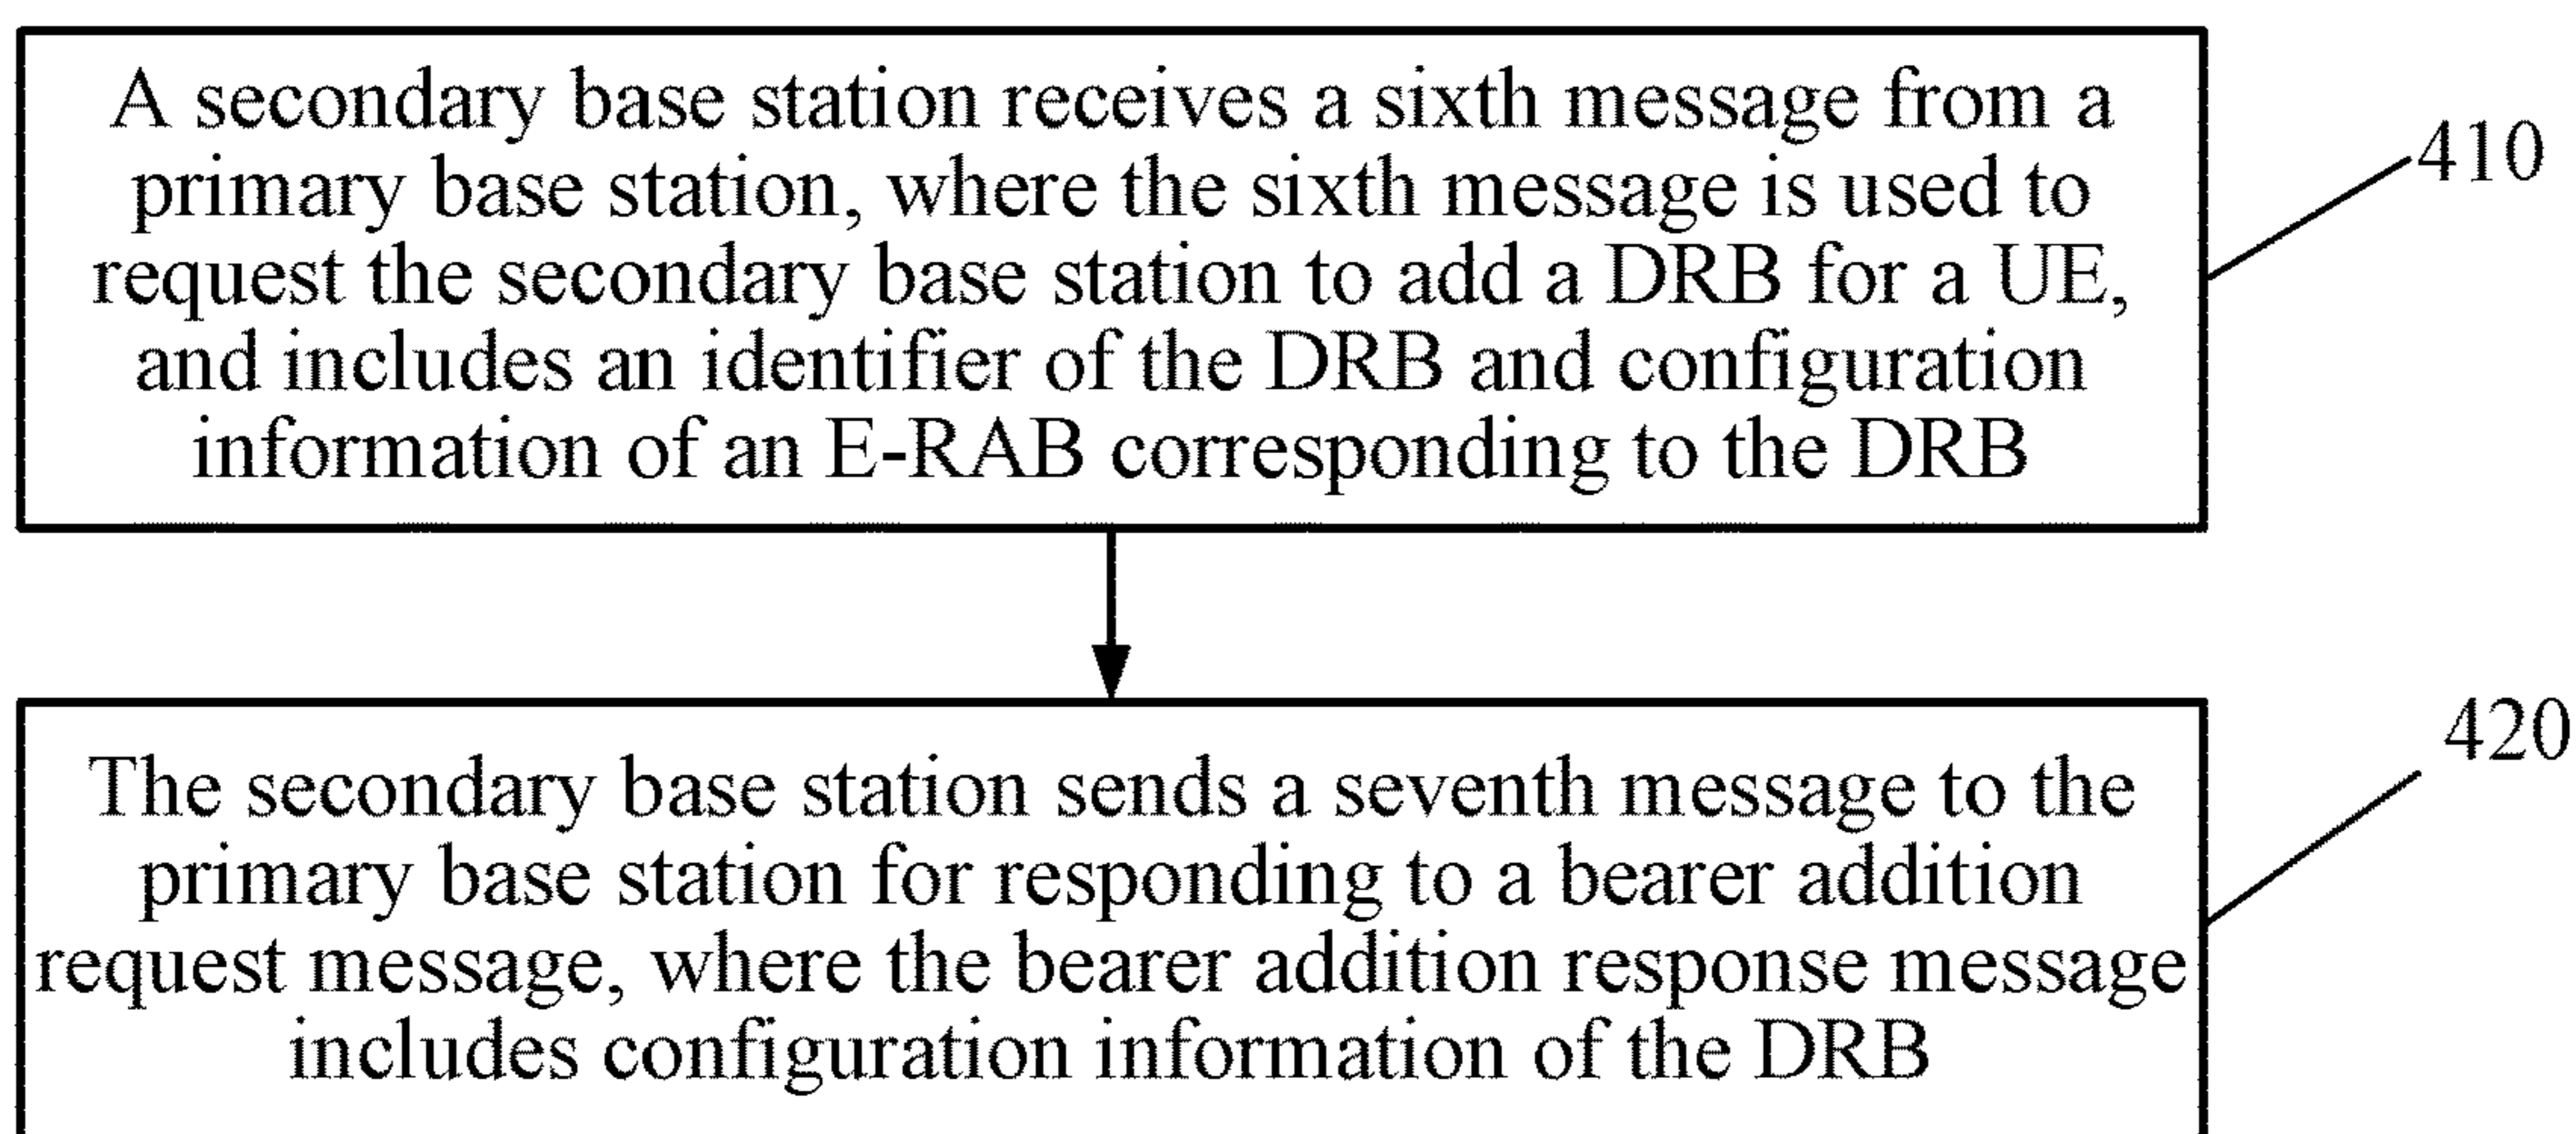 A secondary base station receives a sixth message from a
primary base station, where the sixth message is used to
request the secondary base station to add a DRB for a UE,
and includes an identifier of the DRB and configuration
information of an E-RAB corresponding to the DRB
410
The secondary base station sends a seventh message to the
primary base station for responding to a bearer addition
request message, where the bearer addition response message
includes configuration information of the DRB
420